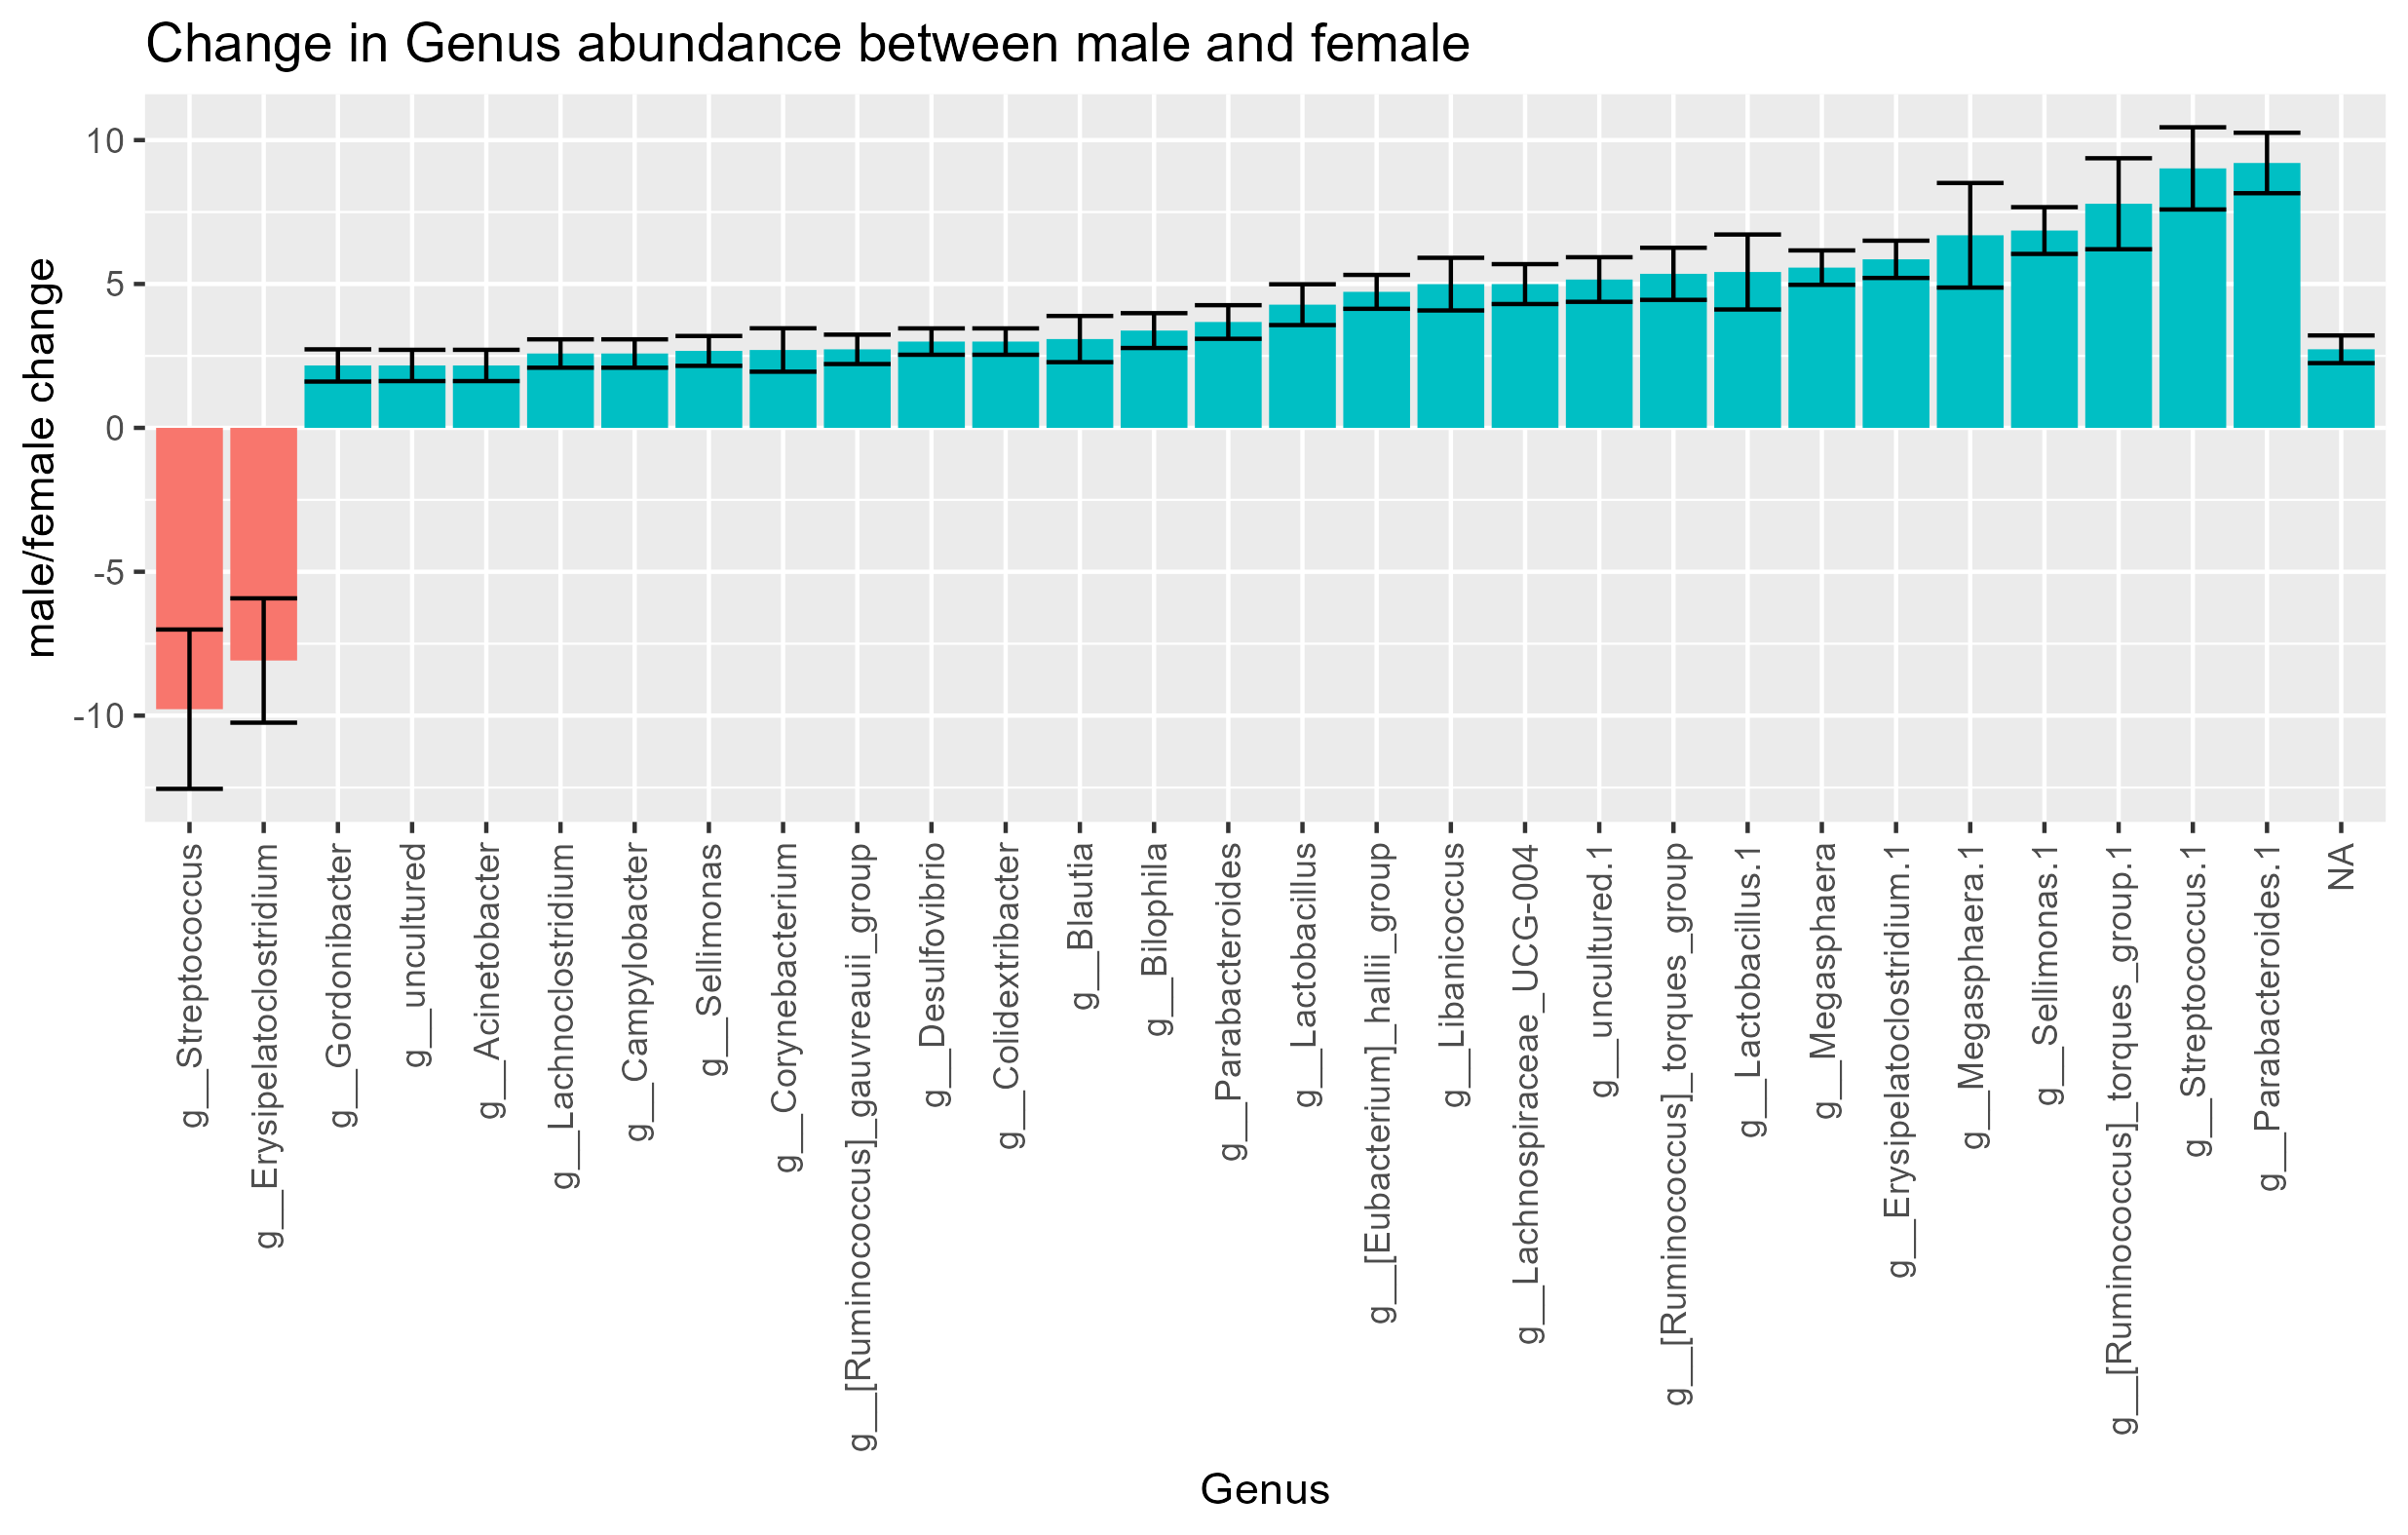 Change in Genus abundance between male and female
male/female change
10
5
0
-5
-10
g__Streptococcus
g__Erysipelatoclostridium
g__Gordonibacter
g__uncultured
g__Acinetobacter
g__Lachnoclostridium
g__Campylobacter
g__Sellimonas
g__Corynebacterium
g__[Ruminococcus]_gauvreauii_group
g__Desulfovibrio
g__Colidextribacter
g__Blautia
g__Bilophila
g__Parabacteroides
g__Lactobacillus
g__[Eubacterium]_hallii_group
g__Libanicoccus
g__Lachnospiraceae_UCG-004
g__uncultured.1
g__[Ruminococcus]_torques_group
g__Lactobacillus.1
g__Megasphaera
g__Erysipelatoclostridium.1
g__Megasphaera.1
g__Sellimonas.1
g__[Ruminococcus]_torques_group.1
g__Streptococcus.1
g__Parabacteroides.1
NA
Genus